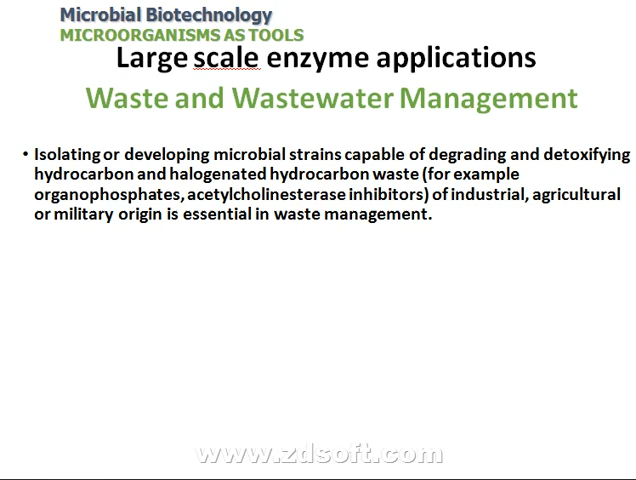 Microbial Biotechnology
MICROORGANISMS AS TOOLS
Large scale enzyme applications
Waste and Wastewater Management
• Isolating or developing microbial strains capable of degrading and detoxifying
hydrocarbon and halogenated hydrocarbon waste (for example
organophosphates, acetylcholinesterase inhibitors) of industrial, agricultural
or military origin is essential in waste management.
www.zdsoft.com